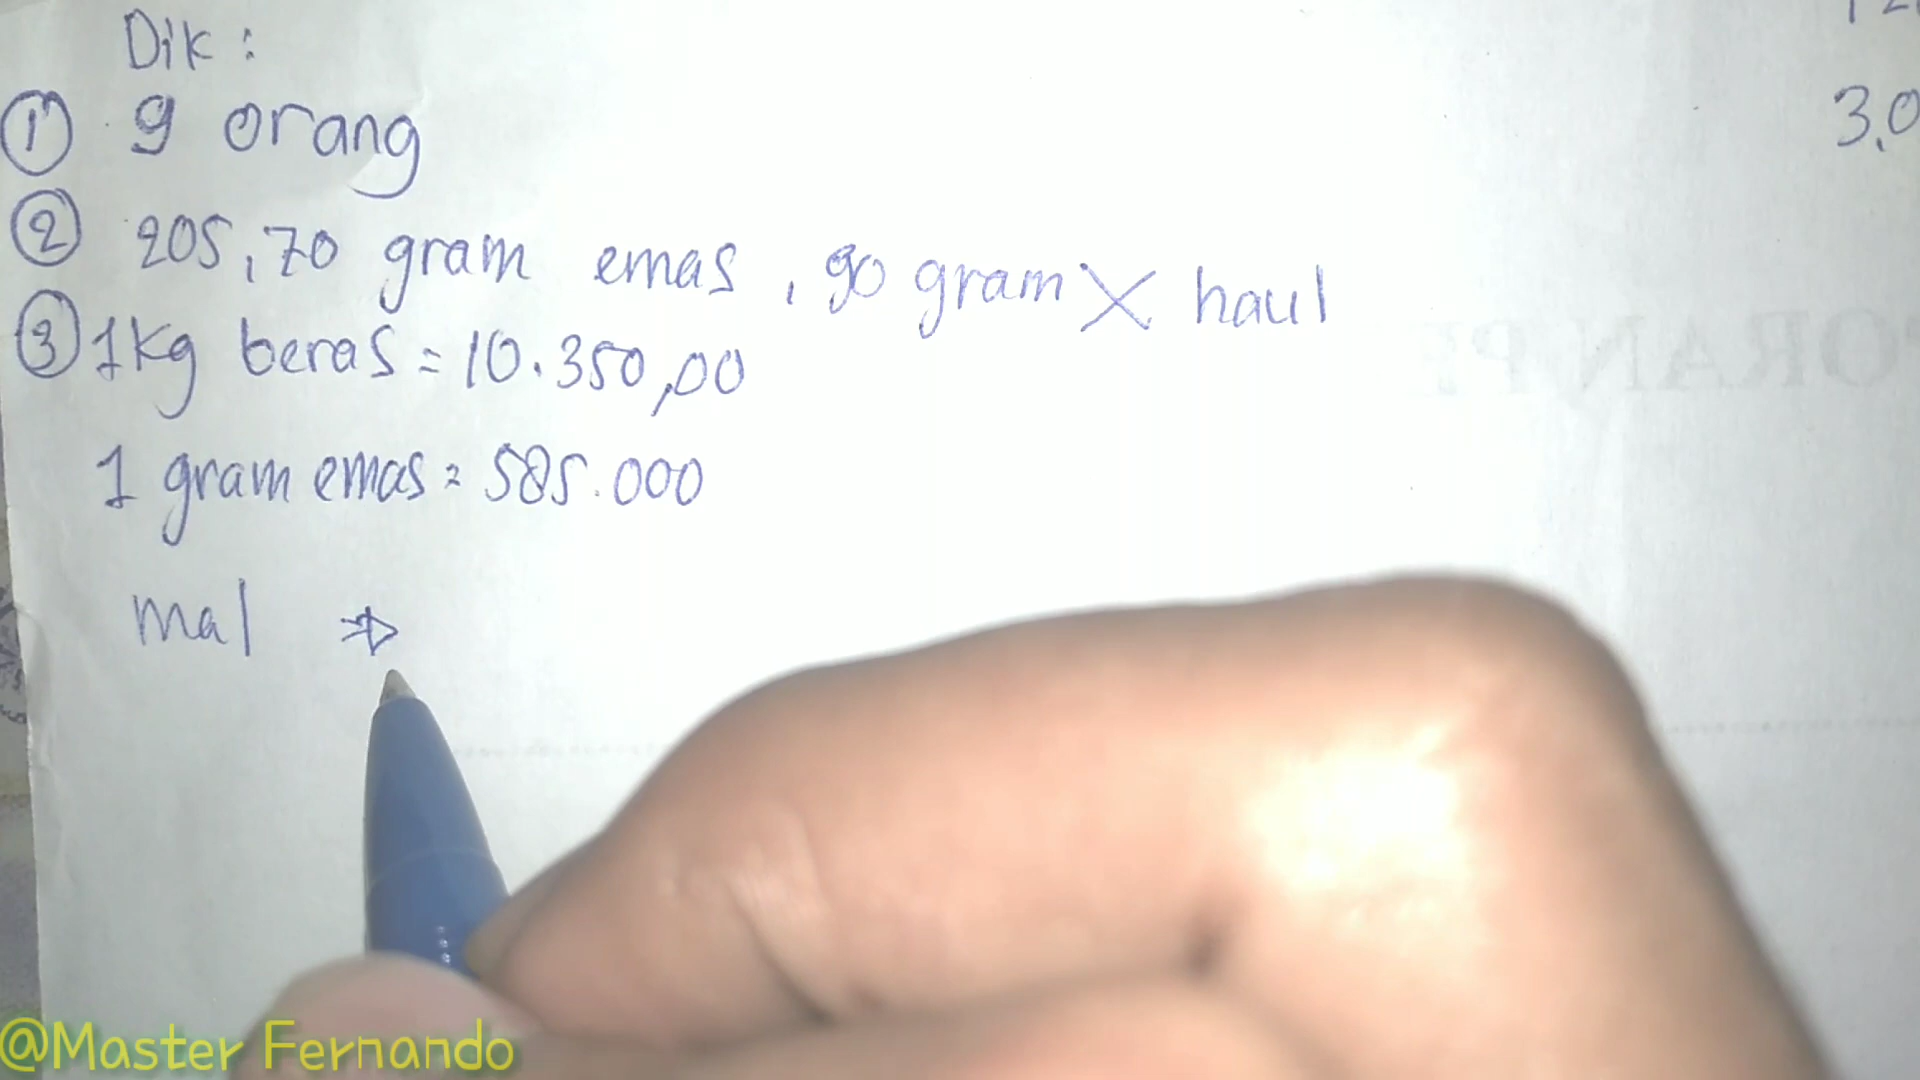 Dik :
① 9 orang
② 205,70 gram emas , 90 gram X haul
③ 1kg beras = 10.350,00
1 gram emas = 585.000
mal ⇒
3,0
@Master Fernando